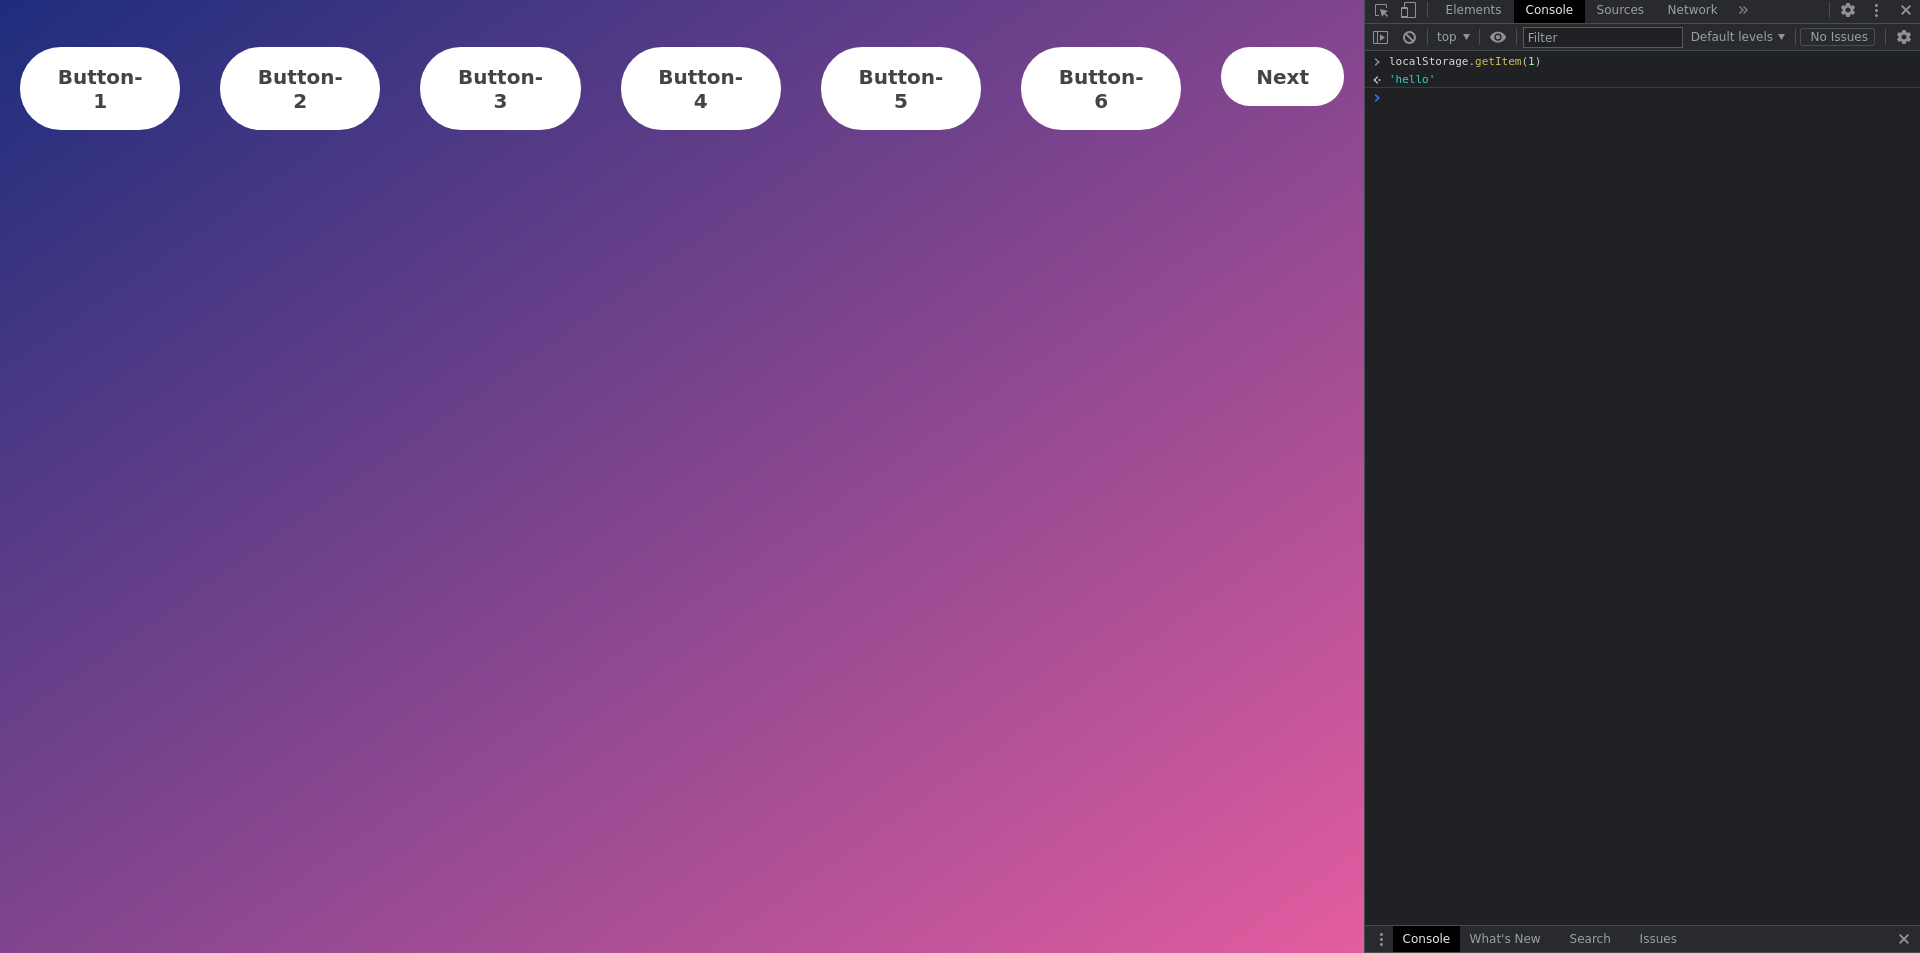 Button-
1
Button-
2
Button-
3
Button-
4
Button-
5
Button-
6
Next
Elements Console Sources Network
top Filter Default levels No Issues
localStorage.getItem(1)
'hello'
Console What's New Search Issues